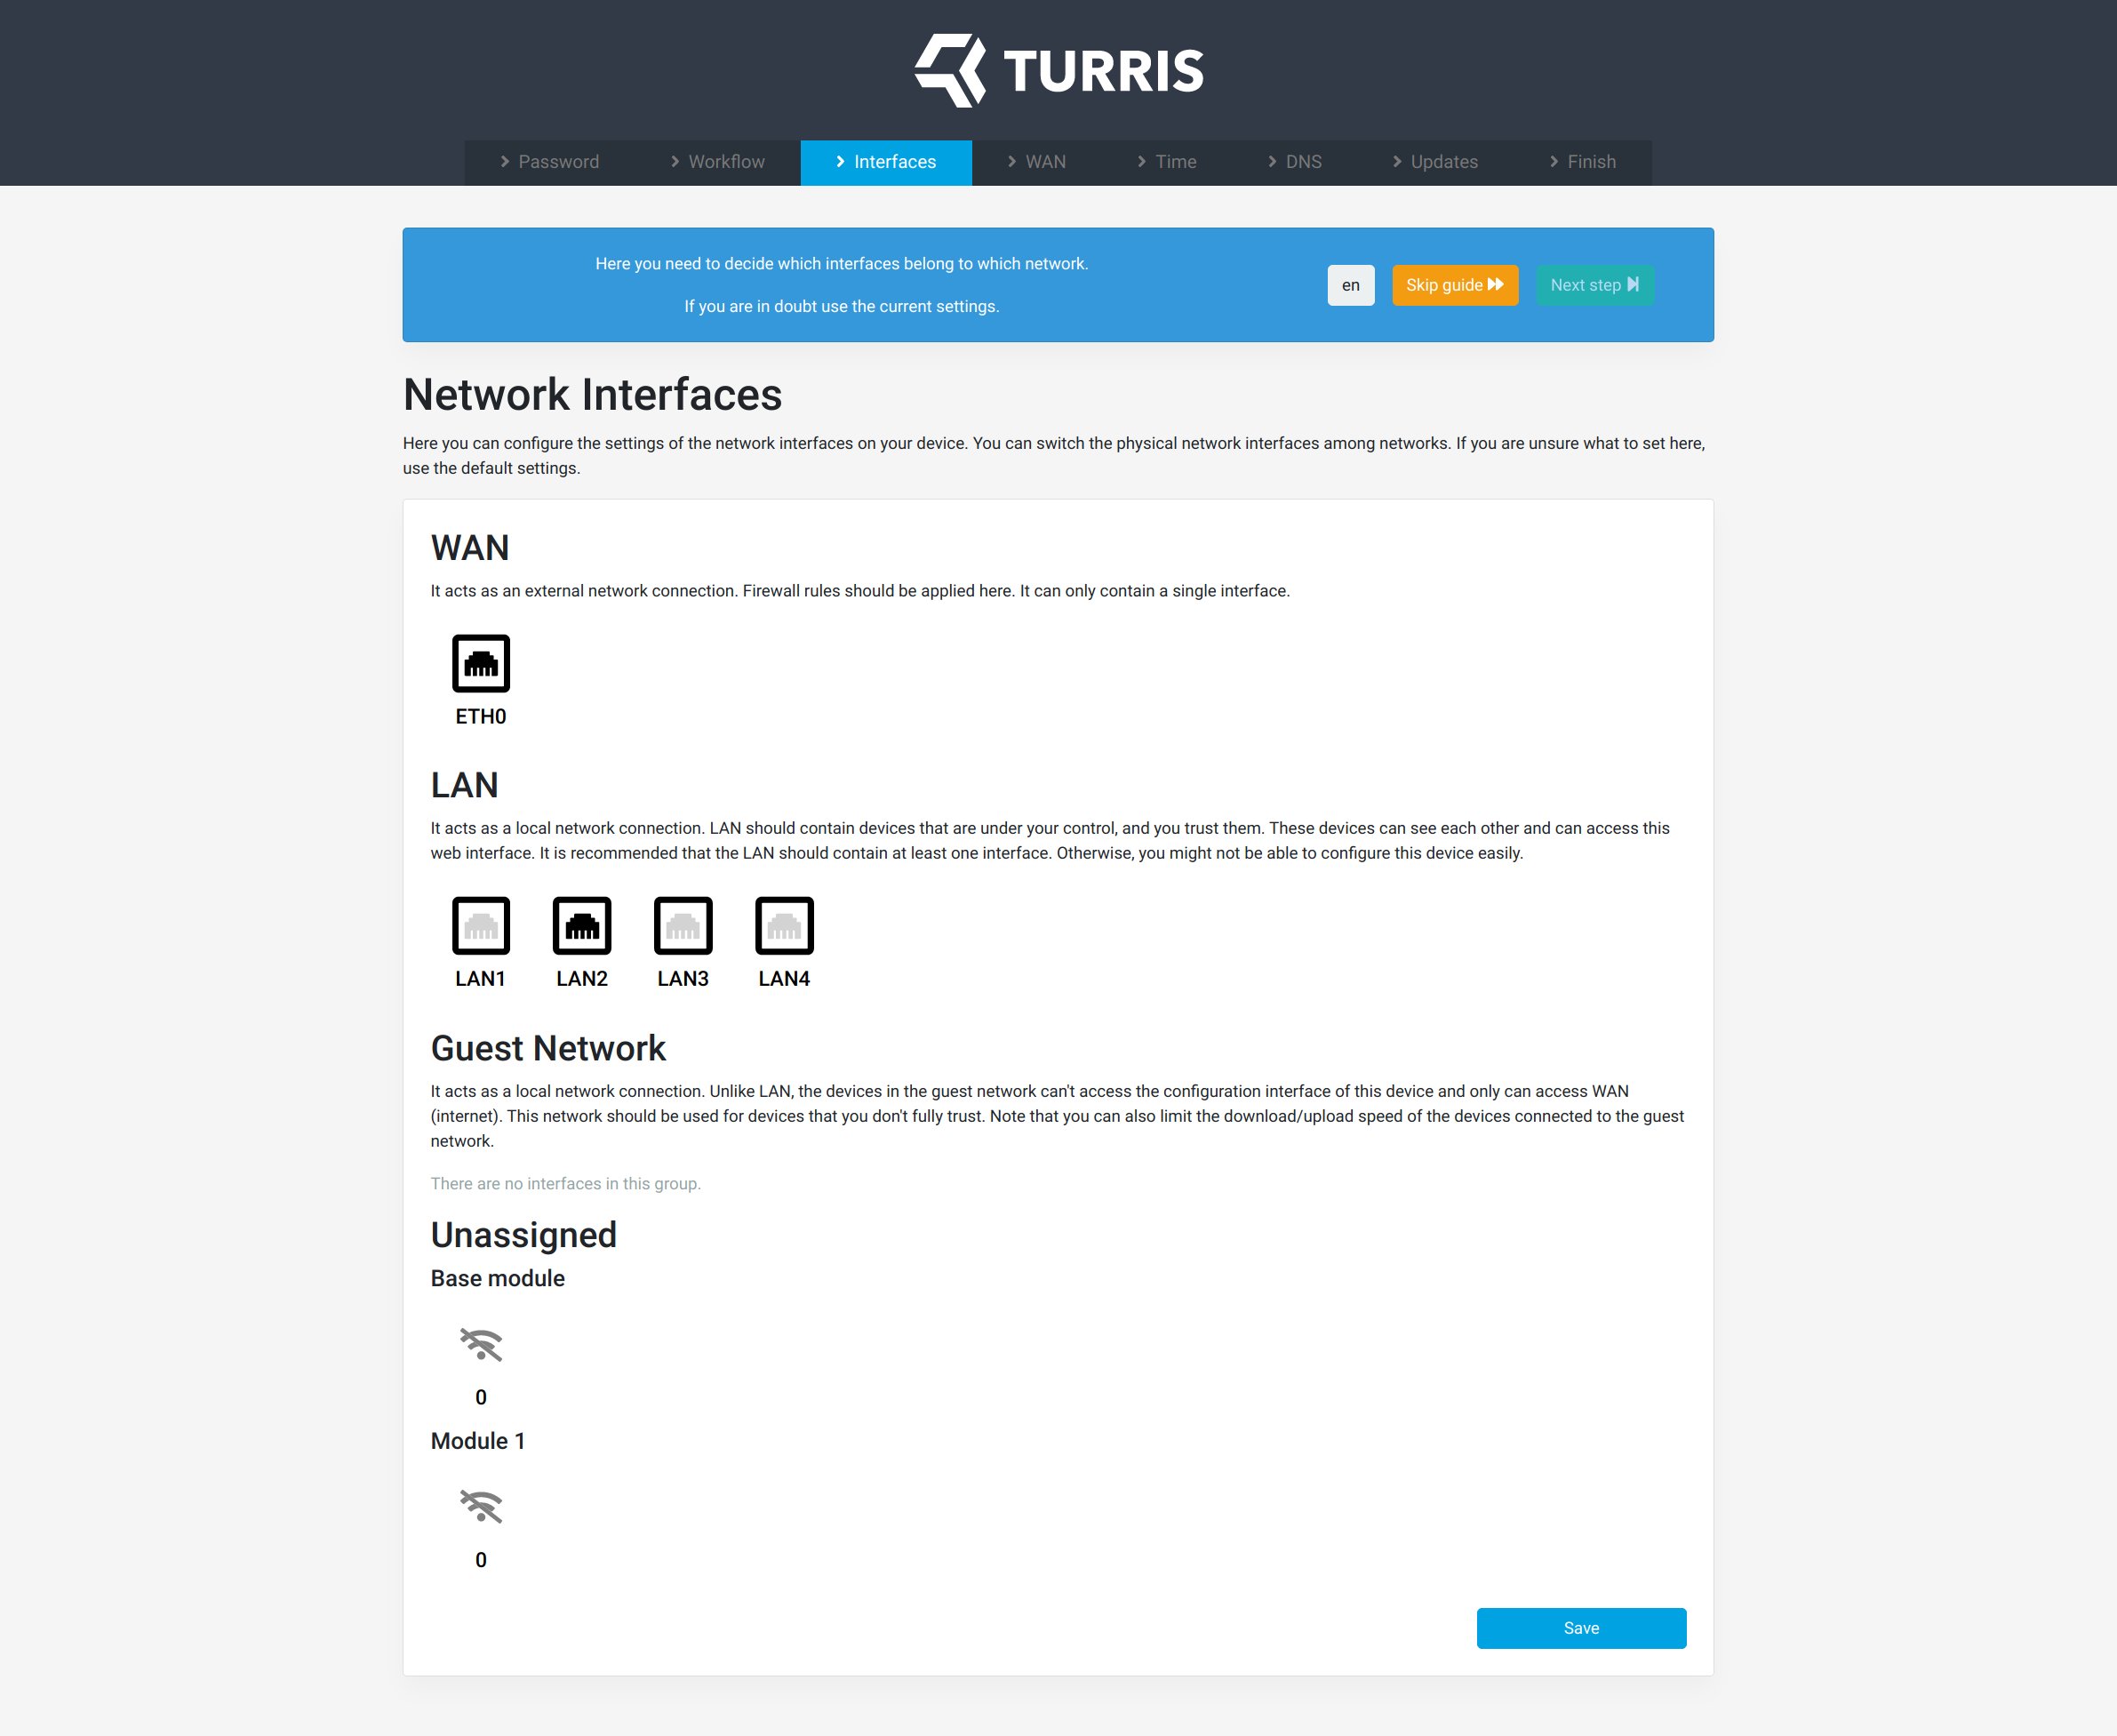 TURRIS
Password
Workflow
Interfaces
WAN
Time
DNS
Updates
Finish
Here you need to decide which interfaces belong to which network.
If you are in doubt use the current settings.
en
Skip guide
Next step
Network Interfaces
Here you can configure the settings of the network interfaces on your device. You can switch the physical network interfaces among networks. If you are unsure what to set here,
use the default settings.
WAN
It acts as an external network connection. Firewall rules should be applied here. It can only contain a single interface.
ETH0
LAN
It acts as a local network connection. LAN should contain devices that are under your control, and you trust them. These devices can see each other and can access this
web interface. It is recommended that the LAN should contain at least one interface. Otherwise, you might not be able to configure this device easily.
LAN1
LAN2
LAN3
LAN4
Guest Network
It acts as a local network connection. Unlike LAN, the devices in the guest network can't access the configuration interface of this device and only can access WAN
(internet). This network should be used for devices that you don't fully trust. Note that you can also limit the download/upload speed of the devices connected to the guest
network.
There are no interfaces in this group.
Unassigned
Base module
0
Module 1
0
Save